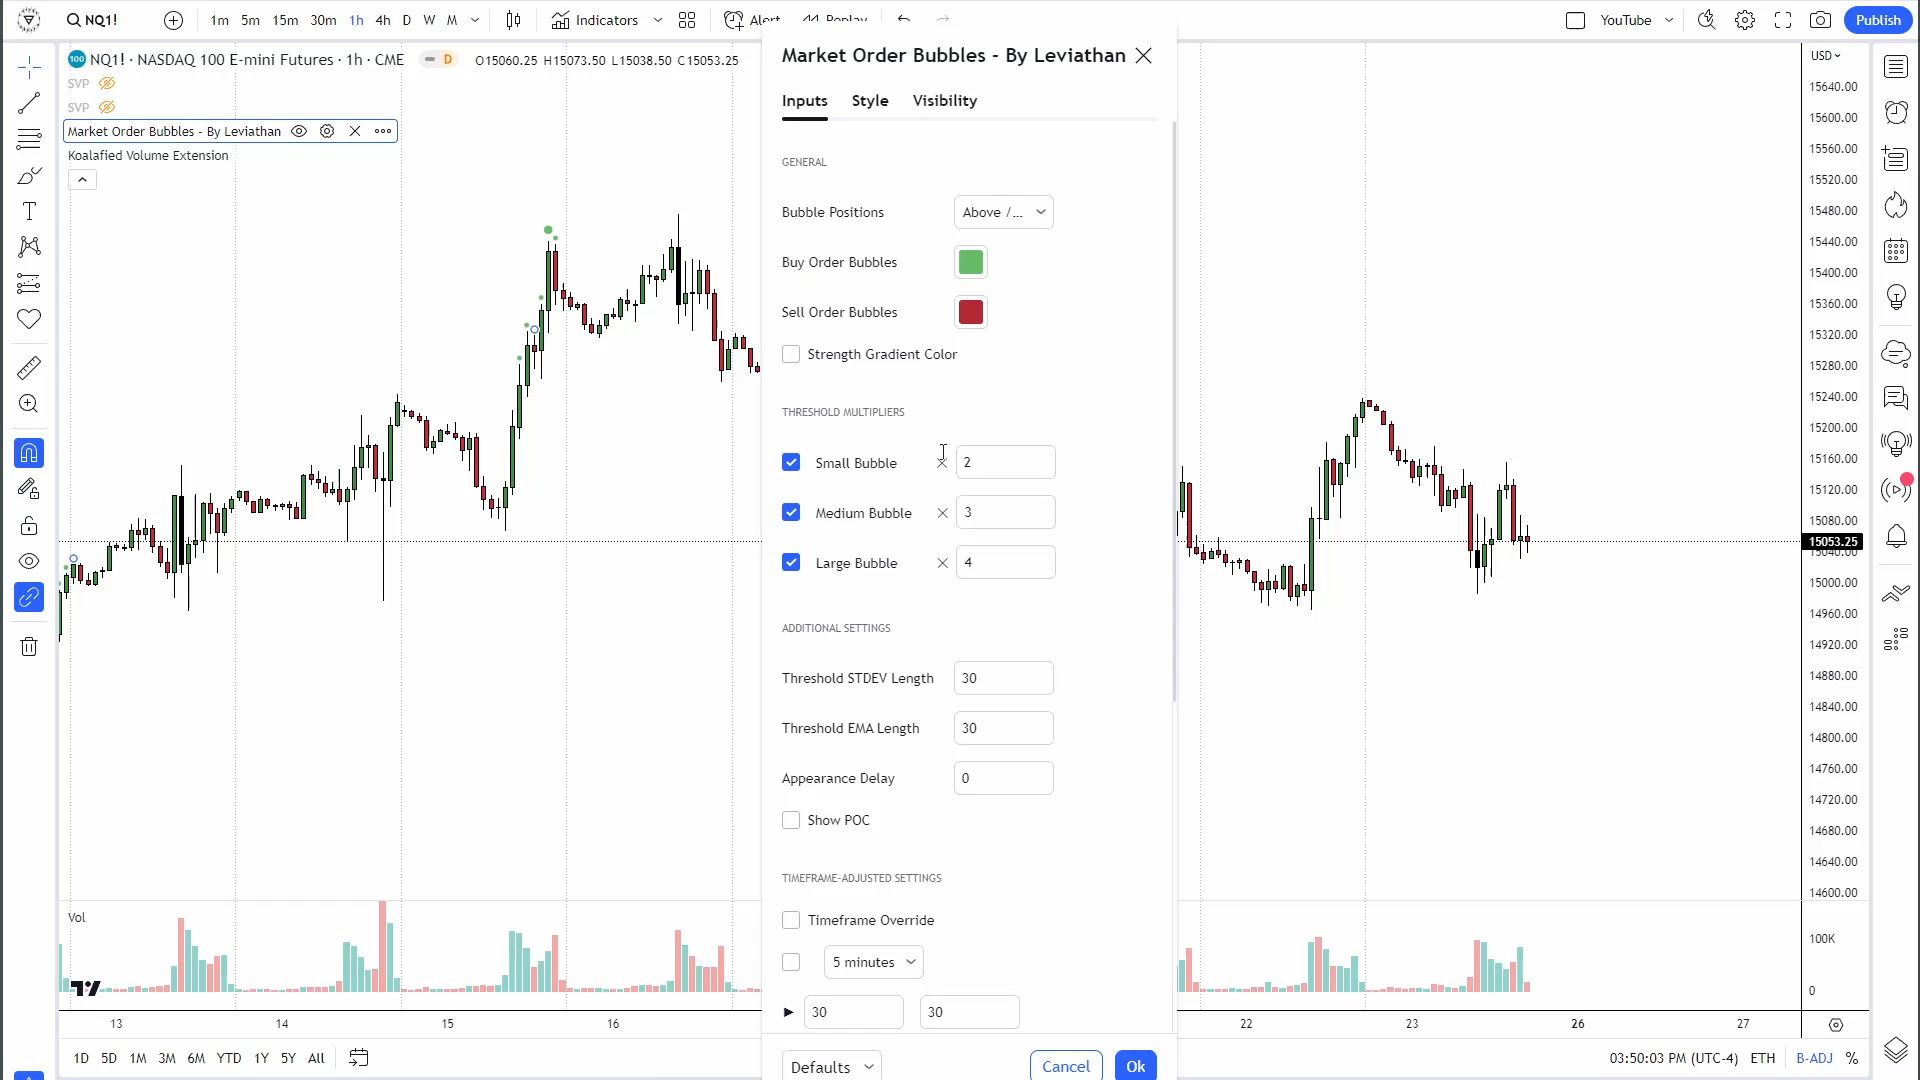 NQ1!
1m 5m 15m 30m 1h 4h D W M
Indicators
Alert
Replay
YouTube
Publish
100 NQ1! · NASDAQ 100 E-mini Futures · 1h · CME
D
O15060.25 H15073.50 L15038.50 C15053.25
SVP
SVP
Market Order Bubbles - By Leviathan
Koalafied Volume Extension
Market Order Bubbles - By Leviathan
Inputs Style Visibility
GENERAL
Bubble Positions Above /...
Buy Order Bubbles
Sell Order Bubbles
Strength Gradient Color
THRESHOLD MULTIPLIERS
Small Bubble × 2
Medium Bubble × 3
Large Bubble × 4
ADDITIONAL SETTINGS
Threshold STDEV Length 30
Threshold EMA Length 30
Appearance Delay 0
Show POC
TIMEFRAME-ADJUSTED SETTINGS
Timeframe Override
5 minutes
30 30
Defaults
Cancel
Ok
USD
15640.00
15600.00
15560.00
15520.00
15480.00
15440.00
15400.00
15360.00
15320.00
15280.00
15240.00
15200.00
15160.00
15120.00
15080.00
15053.25
15040.00
15000.00
14960.00
14920.00
14880.00
14840.00
14800.00
14760.00
14720.00
14680.00
14640.00
14600.00
Vol
100K
0
13 14 15 16 22 23 26 27
1D 5D 1M 3M 6M YTD 1Y 5Y All
03:50:03 PM (UTC-4) ETH B-ADJ %